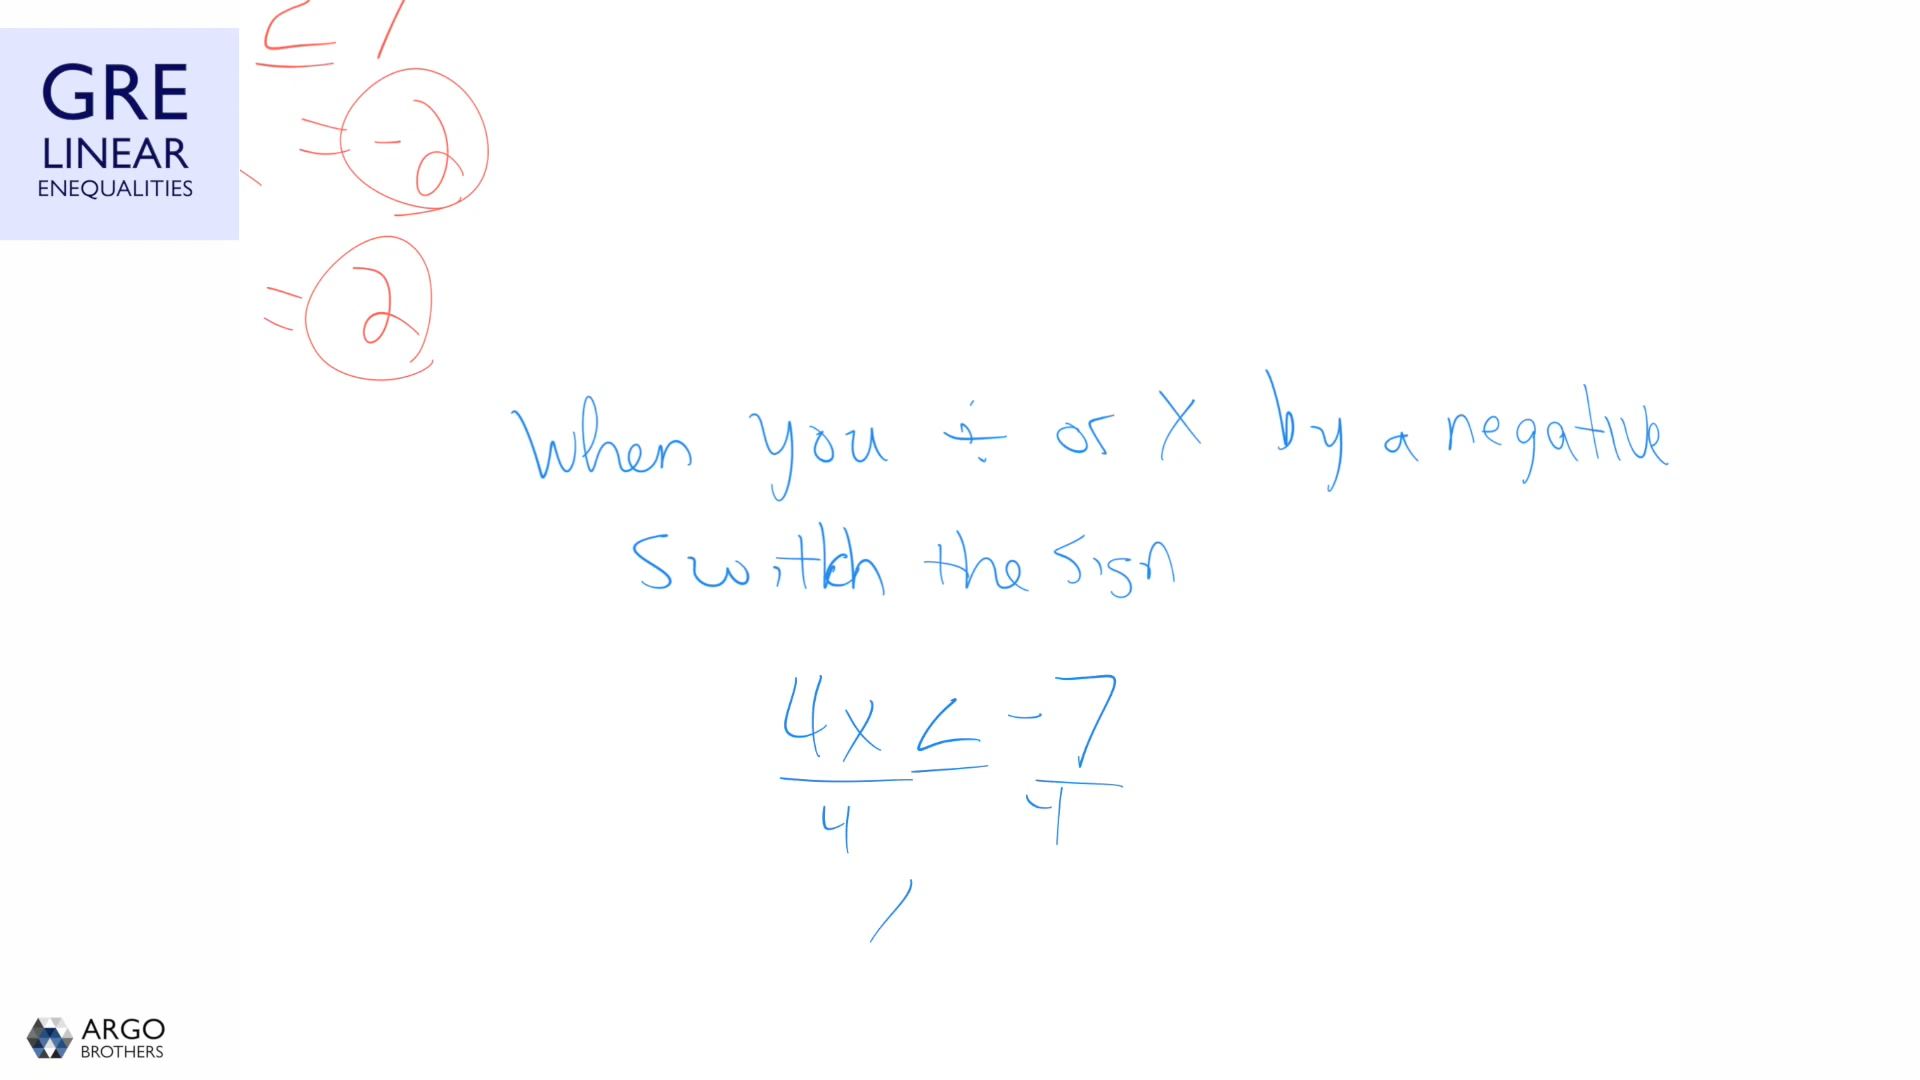 GRE
LINEAR
ENEQUALITIES
= -2
= 2
When you ÷ or X by a negative
Switch the sign
4x ≤ -7
4 4
ARGO
BROTHERS